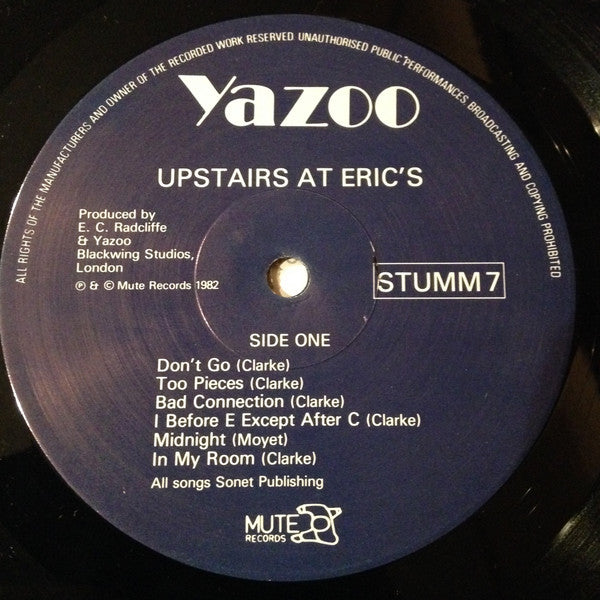 ALL RIGHTS OF THE MANUFACTURERS AND OWNER OF THE RECORDED WORK RESERVED UNAUTHORISED PUBLIC PERFORMANCES BROADCASTING AND COPYING PROHIBITED
Yazoo
UPSTAIRS AT ERIC'S
Produced by
E. C. Radcliffe
& Yazoo
Blackwing Studios,
London
℗ & © Mute Records 1982
STUMM 7
SIDE ONE
Don't Go (Clarke)
Too Pieces (Clarke)
Bad Connection (Clarke)
I Before E Except After C (Clarke)
Midnight (Moyet)
In My Room (Clarke)
All songs Sonet Publishing
MUTE
RECORDS